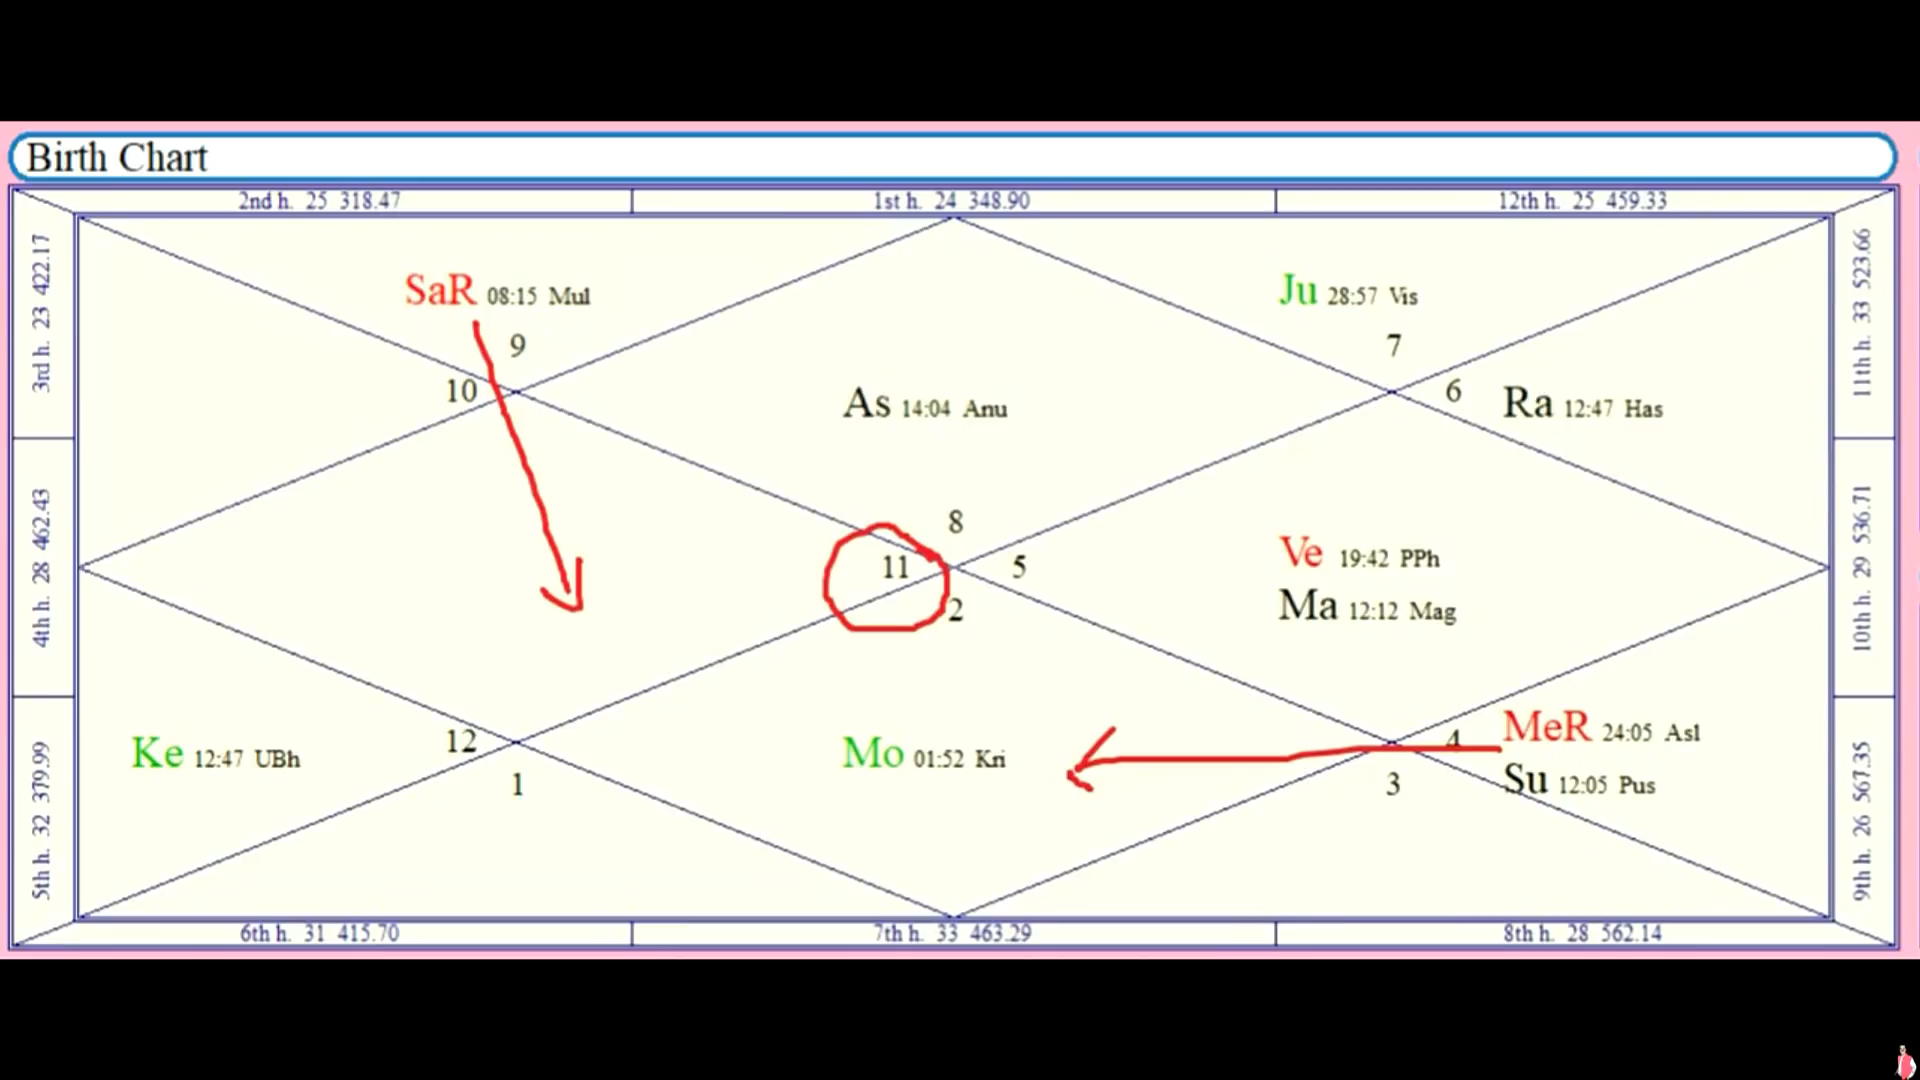 Birth Chart
2nd h. 25 318.47
1st h. 24 348.90
12th h. 25 459.33
3rd h. 23 422.17
11th h. 33 523.66
SaR 08:15 Mul
Ju 28:57 Vis
9
7
10
6
As 14:04 Anu
Ra 12:47 Has
4th h. 28 462.43
10th h. 29 536.71
8
11
5
2
Ve 19:42 PPh
Ma 12:12 Mag
5th h. 32 379.99
9th h. 26 567.35
Ke 12:47 UBh
12
1
Mo 01:52 Kri
4
3
MeR 24:05 Asl
Su 12:05 Pus
6th h. 31 415.70
7th h. 33 463.29
8th h. 28 562.14